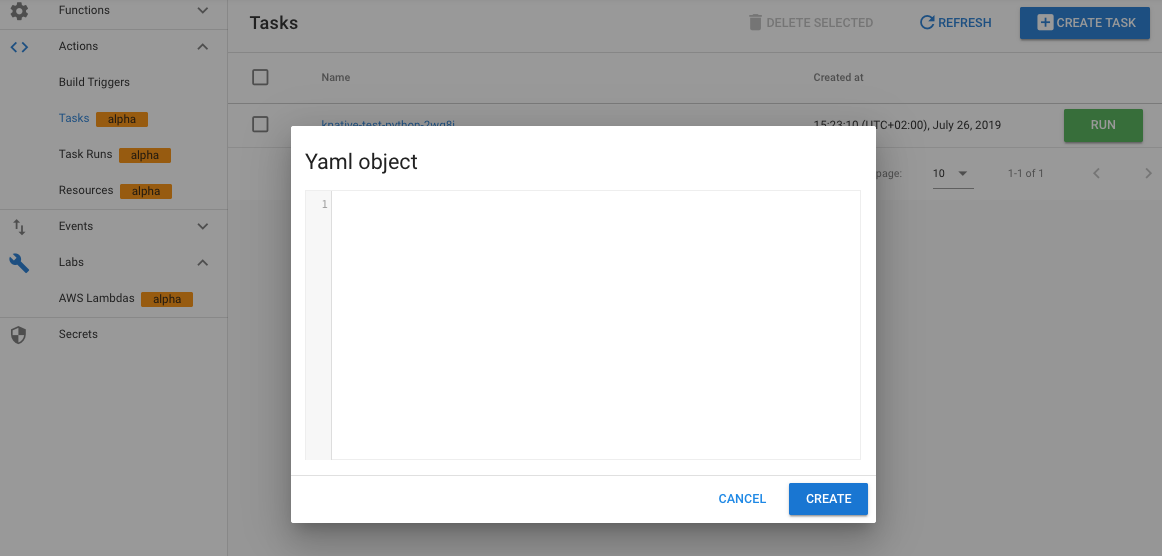 Functions
Actions
Build Triggers
Tasks alpha
Task Runs alpha
Resources alpha
Events
Labs
AWS Lambdas alpha
Secrets
Tasks
DELETE SELECTED
REFRESH
CREATE TASK
Name
Created at
15:23:10 (UTC+02:00), July 26, 2019
RUN
page:
10
1-1 of 1
Yaml object
1
CANCEL
CREATE